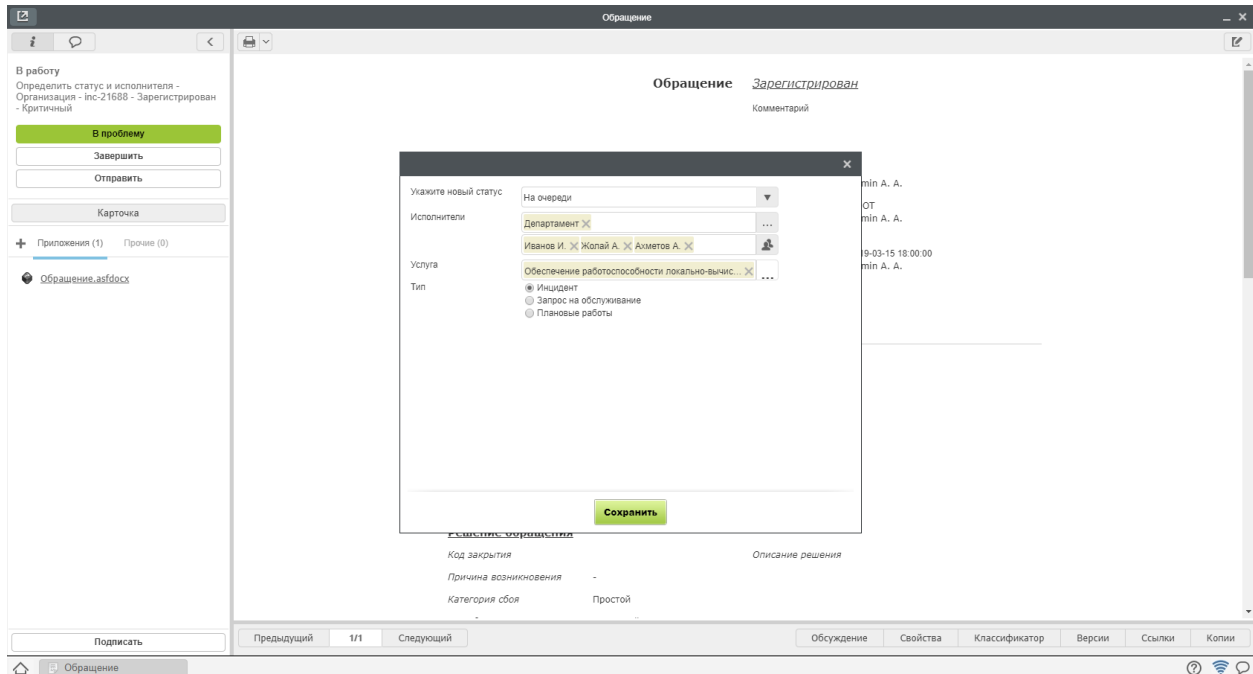 Обращение
В работу
Определить статус и исполнителя -
Организация - inc-21688 - Зарегистрирован
- Критичный
В проблему
Завершить
Отправить
Карточка
Приложения (1) Прочие (0)
Обращение.asfdocx
Подписать
Обращение Зарегистрирован
Комментарий
min A. A.
ОТ
min A. A.
19-03-15 18:00:00
min A. A.
Укажите новый статус На очереди
Исполнители Департамент
Иванов И. Жолай А. Ахметов А.
Услуга Обеспечение работоспособности локально-вычис...
Тип Инцидент
Запрос на обслуживание
Плановые работы
Сохранить
Решение обращения
Код закрытия Описание решения
Причина возникновения -
Категория сбоя Простой
Предыдущий 1/1 Следующий Обсуждение Свойства Классификатор Версии Ссылки Копии
Обращение